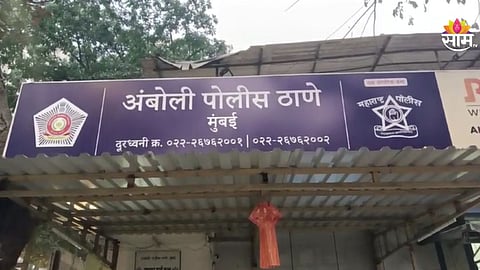 साम
अंबोली पोलीस ठाणे
मुंबई
दुरध्वनी क्र. ०२२-२६७६२००१ | ०२२-२६७६२००२
महाराष्ट्र पोलीस